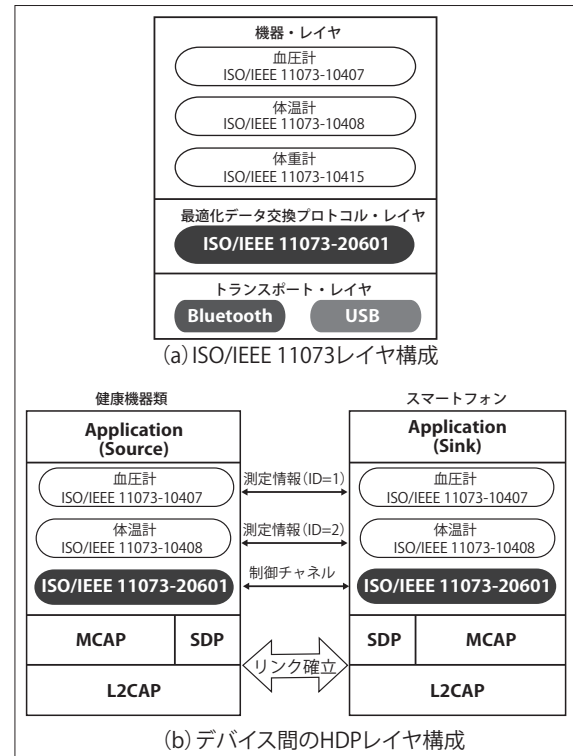 機器・レイヤ
血圧計
ISO/IEEE 11073-10407
体温計
ISO/IEEE 11073-10408
体重計
ISO/IEEE 11073-10415
最適化データ交換プロトコル・レイヤ
ISO/IEEE 11073-20601
トランスポート・レイヤ
Bluetooth
USB
(a)ISO/IEEE 11073レイヤ構成
健康機器類
スマートフォン
Application
(Source)
Application
(Sink)
血圧計
ISO/IEEE 11073-10407
測定情報(ID=1)
血圧計
ISO/IEEE 11073-10407
体温計
ISO/IEEE 11073-10408
測定情報(ID=2)
体温計
ISO/IEEE 11073-10408
ISO/IEEE 11073-20601
制御チャネル
ISO/IEEE 11073-20601
MCAP
SDP
リンク確立
SDP
MCAP
L2CAP
L2CAP
(b)デバイス間のHDPレイヤ構成